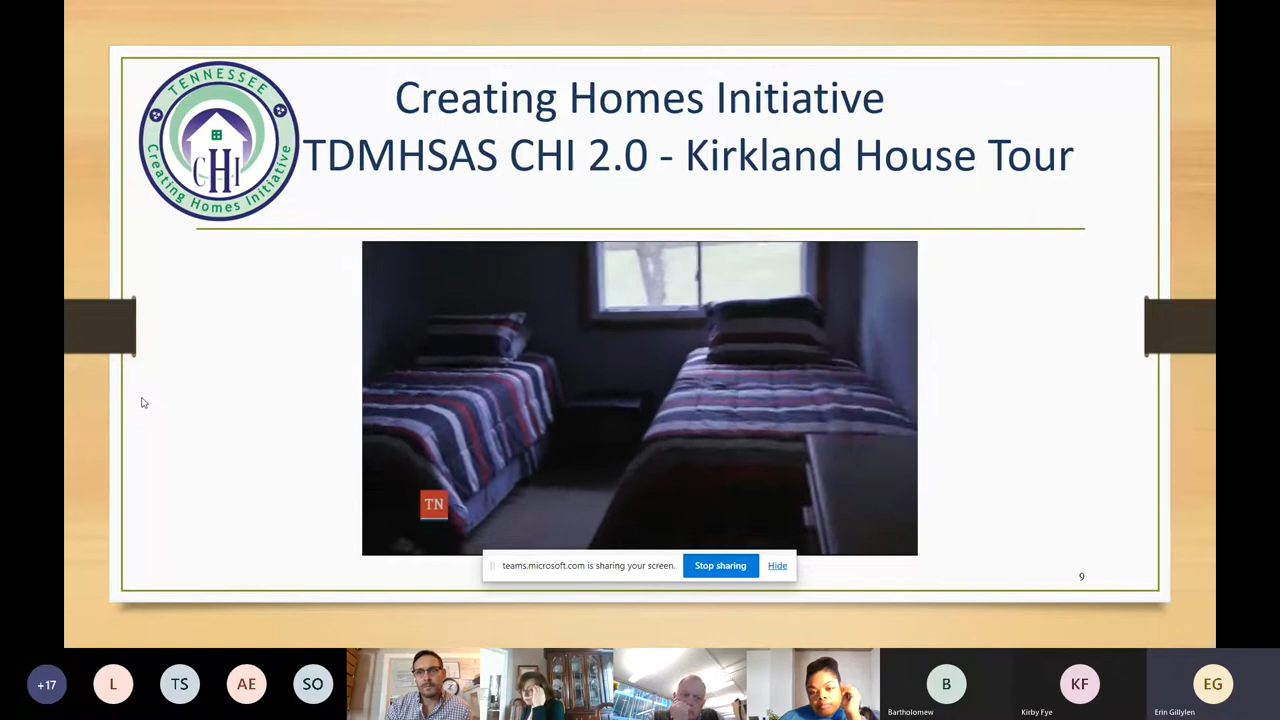 TENNESSEE
CHI
Creating Homes Initiative
Creating Homes Initiative
TDMHSAS CHI 2.0 - Kirkland House Tour
TN
teams.microsoft.com is sharing your screen.
Stop sharing
Hide
9
+17
L
TS
AE
SO
B
KF
EG
Bartholomew
Kirby Fye
Erin Gillylen